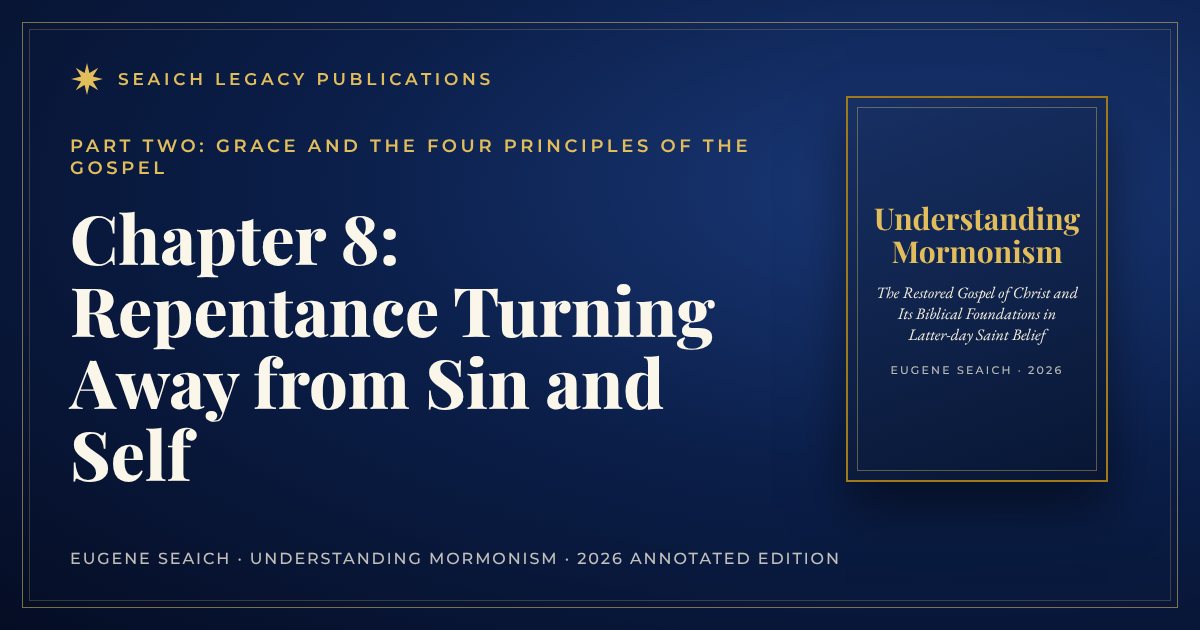 SEAICH LEGACY PUBLICATIONS
PART TWO: GRACE AND THE FOUR PRINCIPLES OF THE
GOSPEL
Chapter 8:
Repentance Turning
Away from Sin and
Self
EUGENE SEAICH · UNDERSTANDING MORMONISM · 2026 ANNOTATED EDITION
Understanding
Mormonism
The Restored Gospel of Christ and
Its Biblical Foundations in
Latter-day Saint Belief
EUGENE SEAICH · 2026